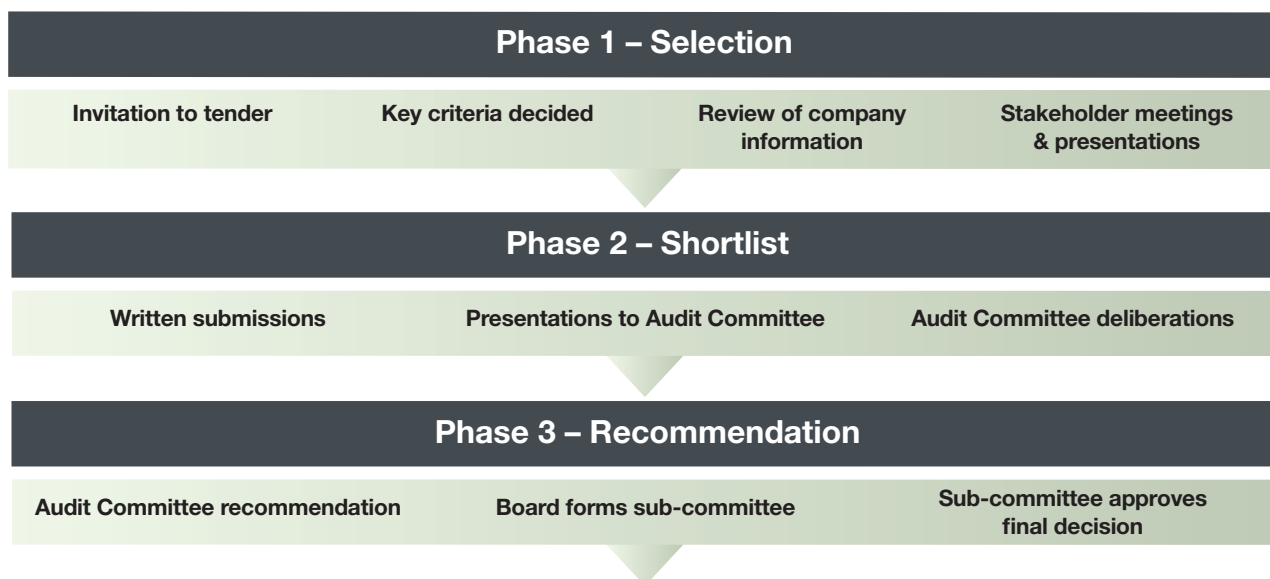 Phase 1 – Selection
Invitation to tender
Key criteria decided
Review of company
information
Stakeholder meetings
& presentations
Phase 2 – Shortlist
Written submissions
Presentations to Audit Committee
Audit Committee deliberations
Phase 3 – Recommendation
Audit Committee recommendation
Board forms sub-committee
Sub-committee approves
final decision